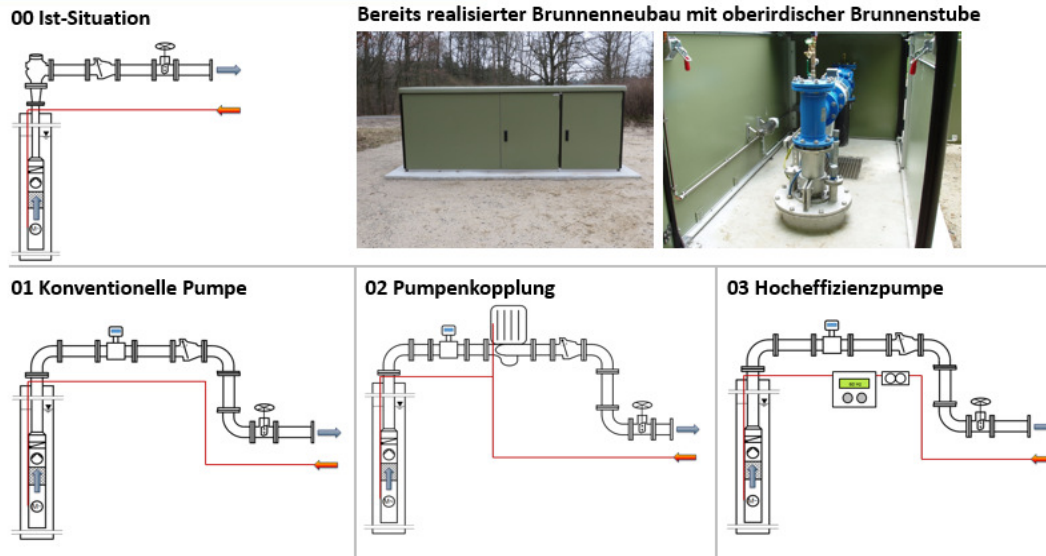 00 Ist-Situation
Bereits realisierter Brunnenneubau mit oberirdischer Brunnenstube
01 Konventionelle Pumpe
02 Pumpenkopplung
03 Hocheffizienzpumpe